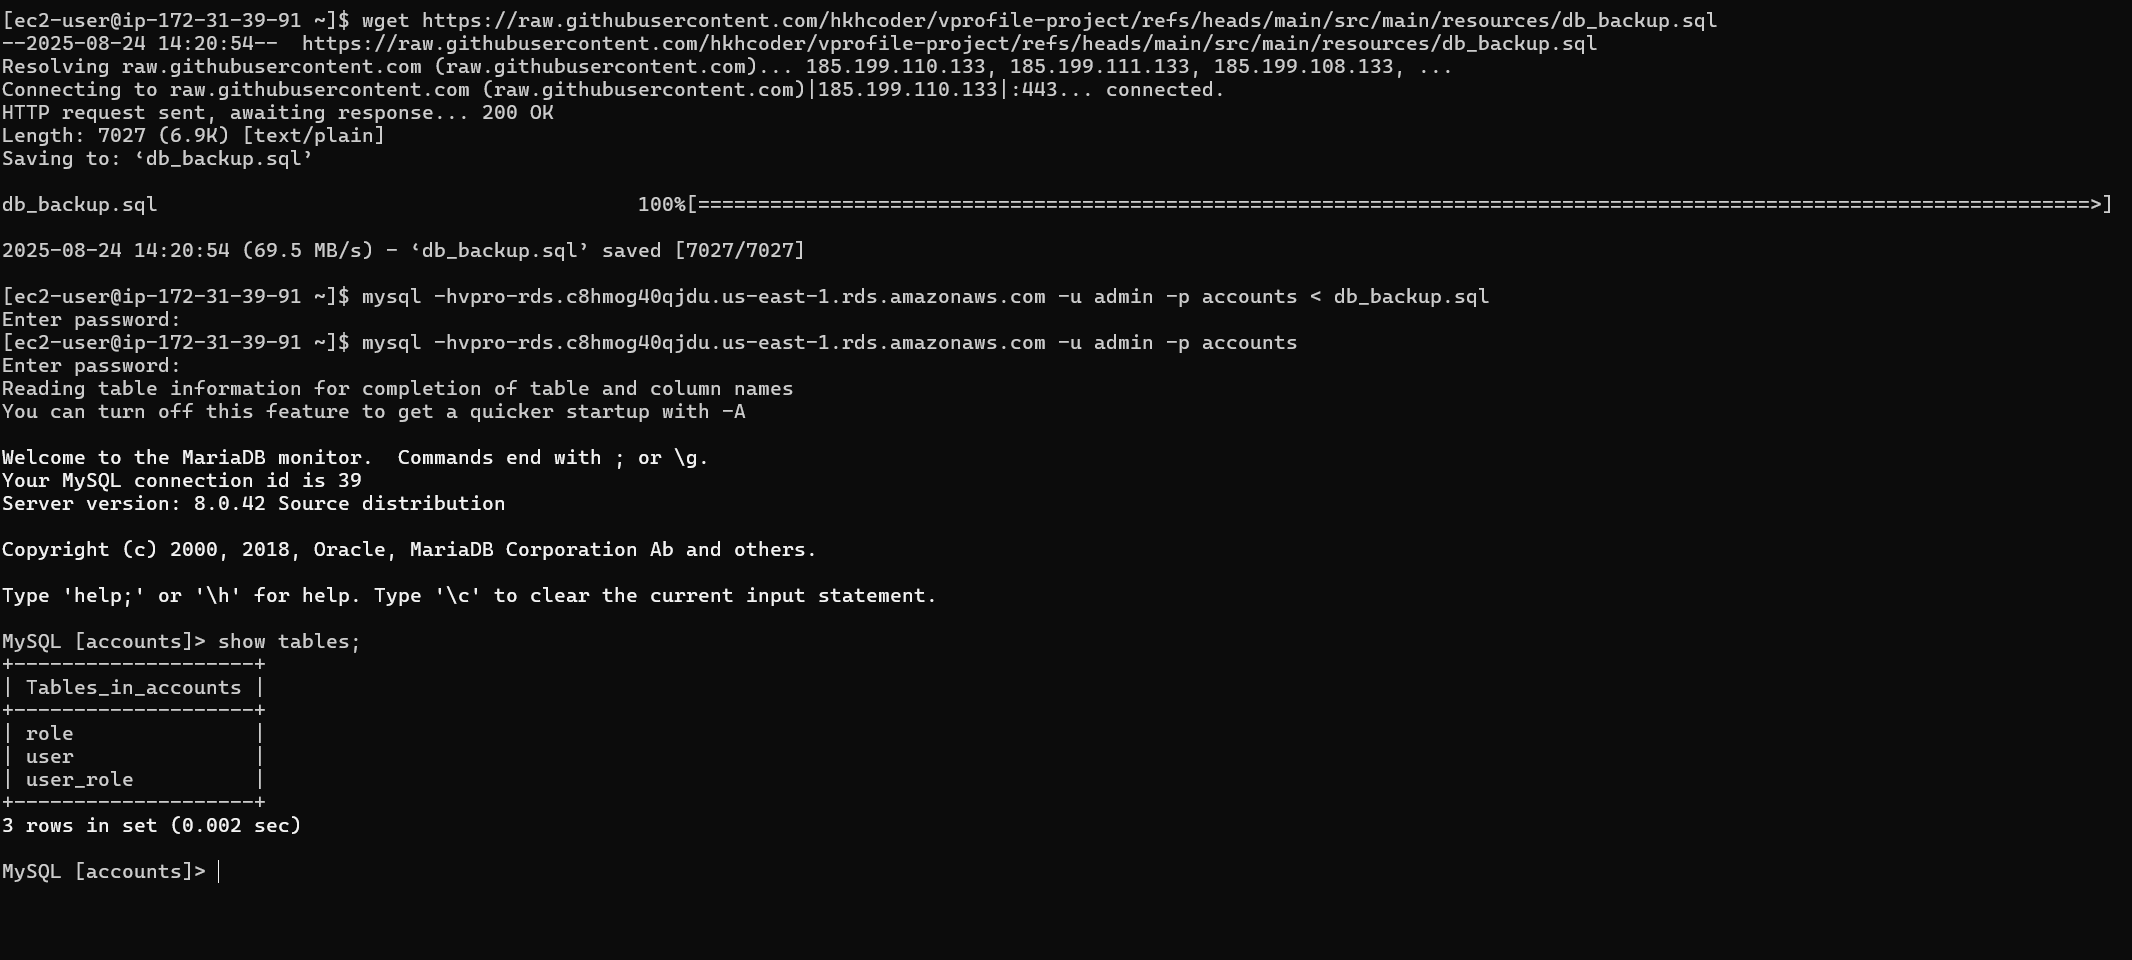 [ec2-user@ip-172-31-39-91 ~]$ wget https://raw.githubusercontent.com/hkhcoder/vprofile-project/refs/heads/main/src/main/resources/db_backup.sql
--2025-08-24 14:20:54--  https://raw.githubusercontent.com/hkhcoder/vprofile-project/refs/heads/main/src/main/resources/db_backup.sql
Resolving raw.githubusercontent.com (raw.githubusercontent.com)... 185.199.110.133, 185.199.111.133, 185.199.108.133, ...
Connecting to raw.githubusercontent.com (raw.githubusercontent.com)|185.199.110.133|:443... connected.
HTTP request sent, awaiting response... 200 OK
Length: 7027 (6.9K) [text/plain]
Saving to: ‘db_backup.sql’
db_backup.sql                                        100%[====================================================================================================================>]
2025-08-24 14:20:54 (69.5 MB/s) - ‘db_backup.sql’ saved [7027/7027]
[ec2-user@ip-172-31-39-91 ~]$ mysql -hvpro-rds.c8hmog40qjdu.us-east-1.rds.amazonaws.com -u admin -p accounts < db_backup.sql
Enter password:
[ec2-user@ip-172-31-39-91 ~]$ mysql -hvpro-rds.c8hmog40qjdu.us-east-1.rds.amazonaws.com -u admin -p accounts
Enter password:
Reading table information for completion of table and column names
You can turn off this feature to get a quicker startup with -A
Welcome to the MariaDB monitor.  Commands end with ; or \g.
Your MySQL connection id is 39
Server version: 8.0.42 Source distribution
Copyright (c) 2000, 2018, Oracle, MariaDB Corporation Ab and others.
Type 'help;' or '\h' for help. Type '\c' to clear the current input statement.
MySQL [accounts]> show tables;
+--------------------+
| Tables_in_accounts |
+--------------------+
| role               |
| user               |
| user_role          |
+--------------------+
3 rows in set (0.002 sec)
MySQL [accounts]>